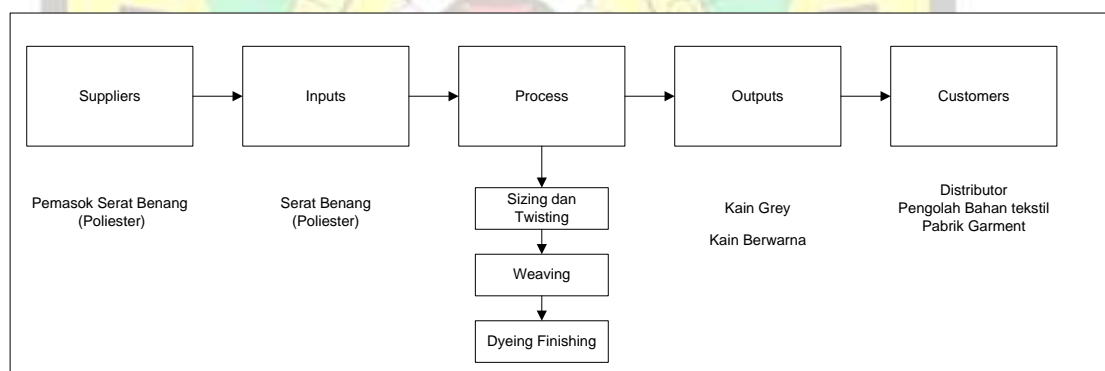 Suppliers
Inputs
Process
Outputs
Customers
Pemasok Serat Benang
(Poliester)
Serat Benang
(Poliester)
Sizing dan
Twisting
Weaving
Dyeing Finishing
Kain Grey
Kain Berwarna
Distributor
Pengolah Bahan tekstil
Pabrik Garment